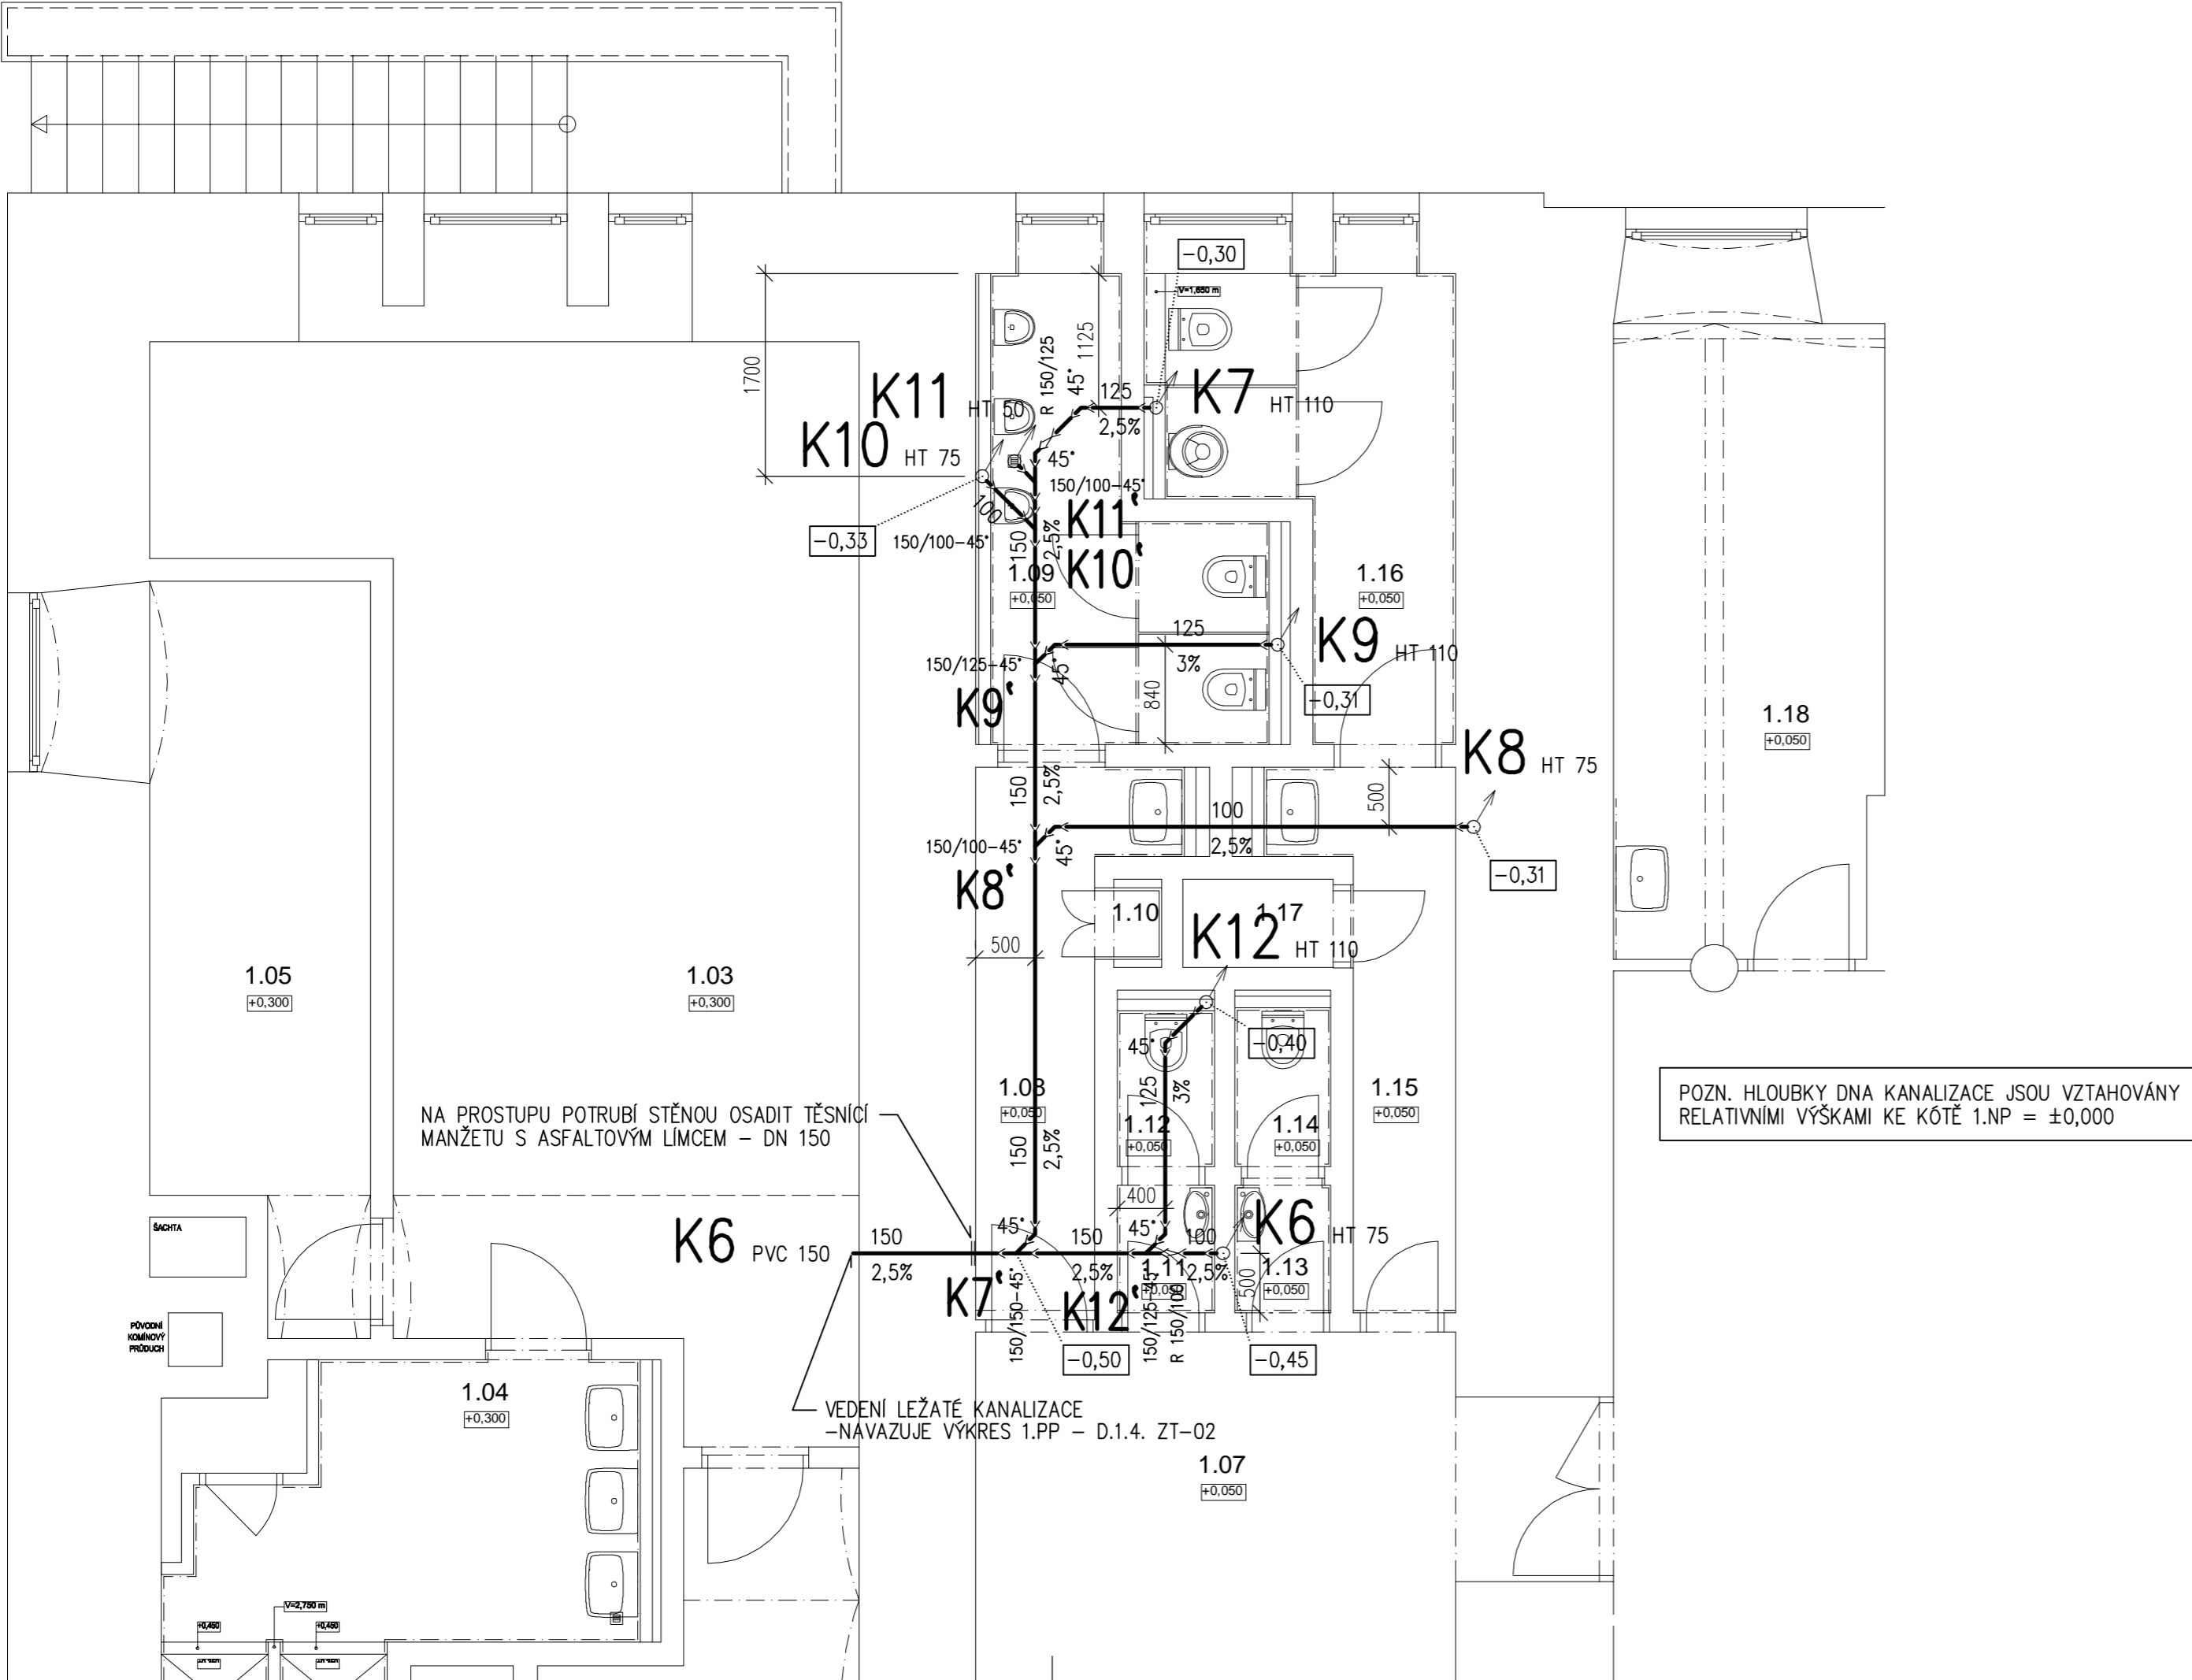 -0,30
V=1,650 m
1700
1125
R 150/125
45°
125
2,5%
K7 HT 110
K11 HT 50
K10 HT 75
45°
150/100-45°
K11‘
100
-0,33
150/100-45°
150
2,5%
K10‘
1.09
+0,050
1.16
+0,050
125
3%
K9 HT 110
150/125-45°
45°
K9‘
840
-0,31
1.18
+0,050
K8 HT 75
150
2,5%
500
100
2,5%
150/100-45°
45°
K8‘
-0,31
1.10
1.17
K12 HT 110
500
1.05
+0,300
1.03
+0,300
-0,40
45°
125
3%
1.08
+0,050
1.15
+0,050
1.12
+0,050
1.14
+0,050
POZN. HLOUBKY DNA KANALIZACE JSOU VZTAHOVÁNY
RELATIVNIMI VÝŠKAMI KE KÓTĚ 1.NP = ±0,000
NA PROSTUPU POTRUBÍ STĚNOU OSADIT TĚSNÍCÍ
MANŽETU S ASFALTOVÝM LÍMCEM – DN 150
150
2,5%
400
ŠACHTA
K6 PVC 150
150
2,5%
45°
150
2,5%
45°
100
2,5%
K6 HT 75
K7‘
150/150-45°
K12‘
1.11
+0,050
150/125-45°
R 150/100
500
1.13
+0,050
PŮVODNÍ
KOMÍNOVÝ
PRŮDUCH
-0,50
-0,45
1.04
+0,300
VEDENÍ LEŽATÉ KANALIZACE
-NAVAZUJE VÝKRES 1.PP – D.1.4. ZT-02
1.07
+0,050
V=2,750 m
+0,450
+0,450